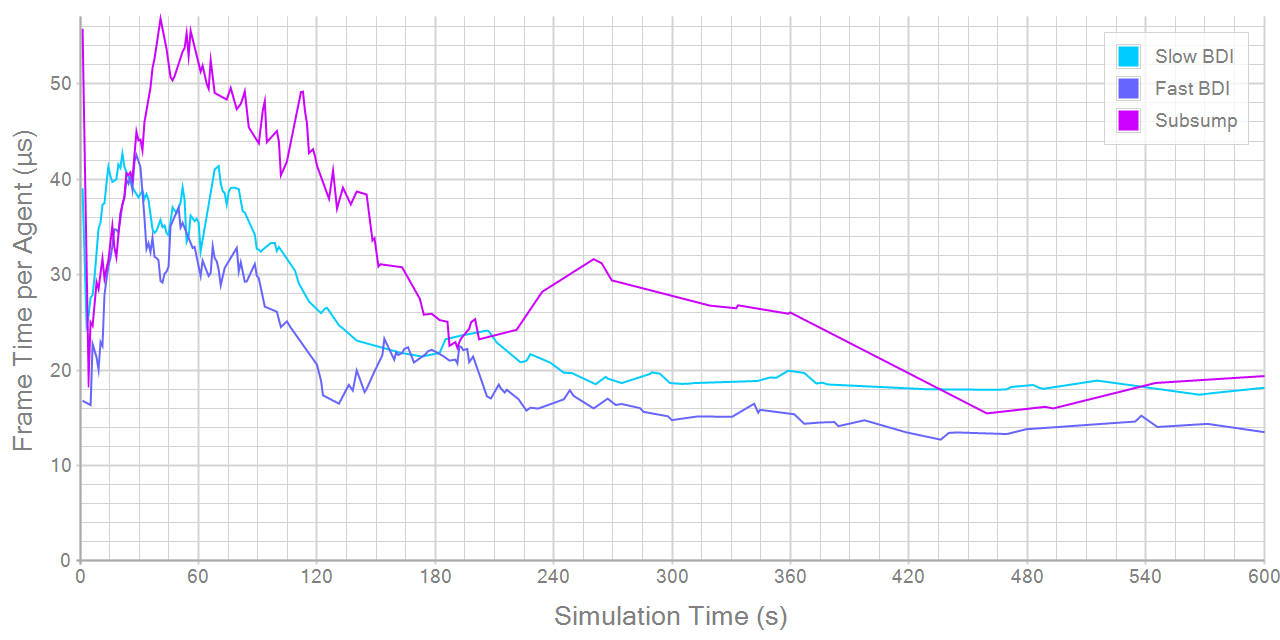 Frame Time per Agent (µs)
50
40
30
20
10
0
Slow BDI
Fast BDI
Subsump
0 60 120 180 240 300 360 420 480 540 600
Simulation Time (s)